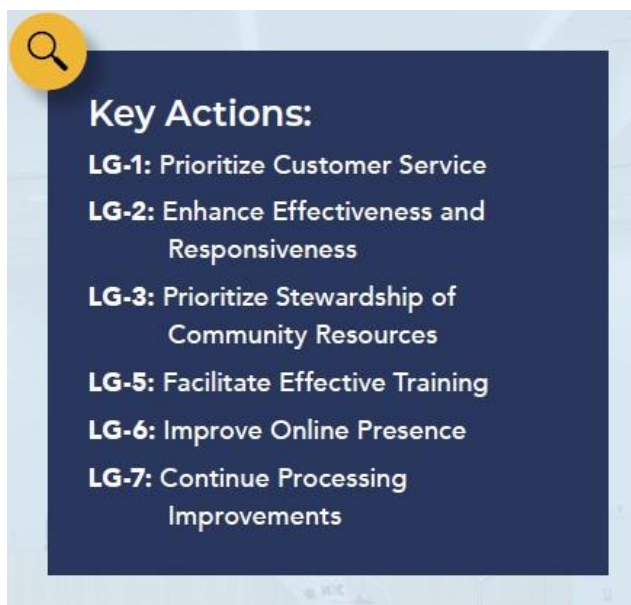 Key Actions:
LG-1: Prioritize Customer Service
LG-2: Enhance Effectiveness and
Responsiveness
LG-3: Prioritize Stewardship of
Community Resources
LG-5: Facilitate Effective Training
LG-6: Improve Online Presence
LG-7: Continue Processing
Improvements